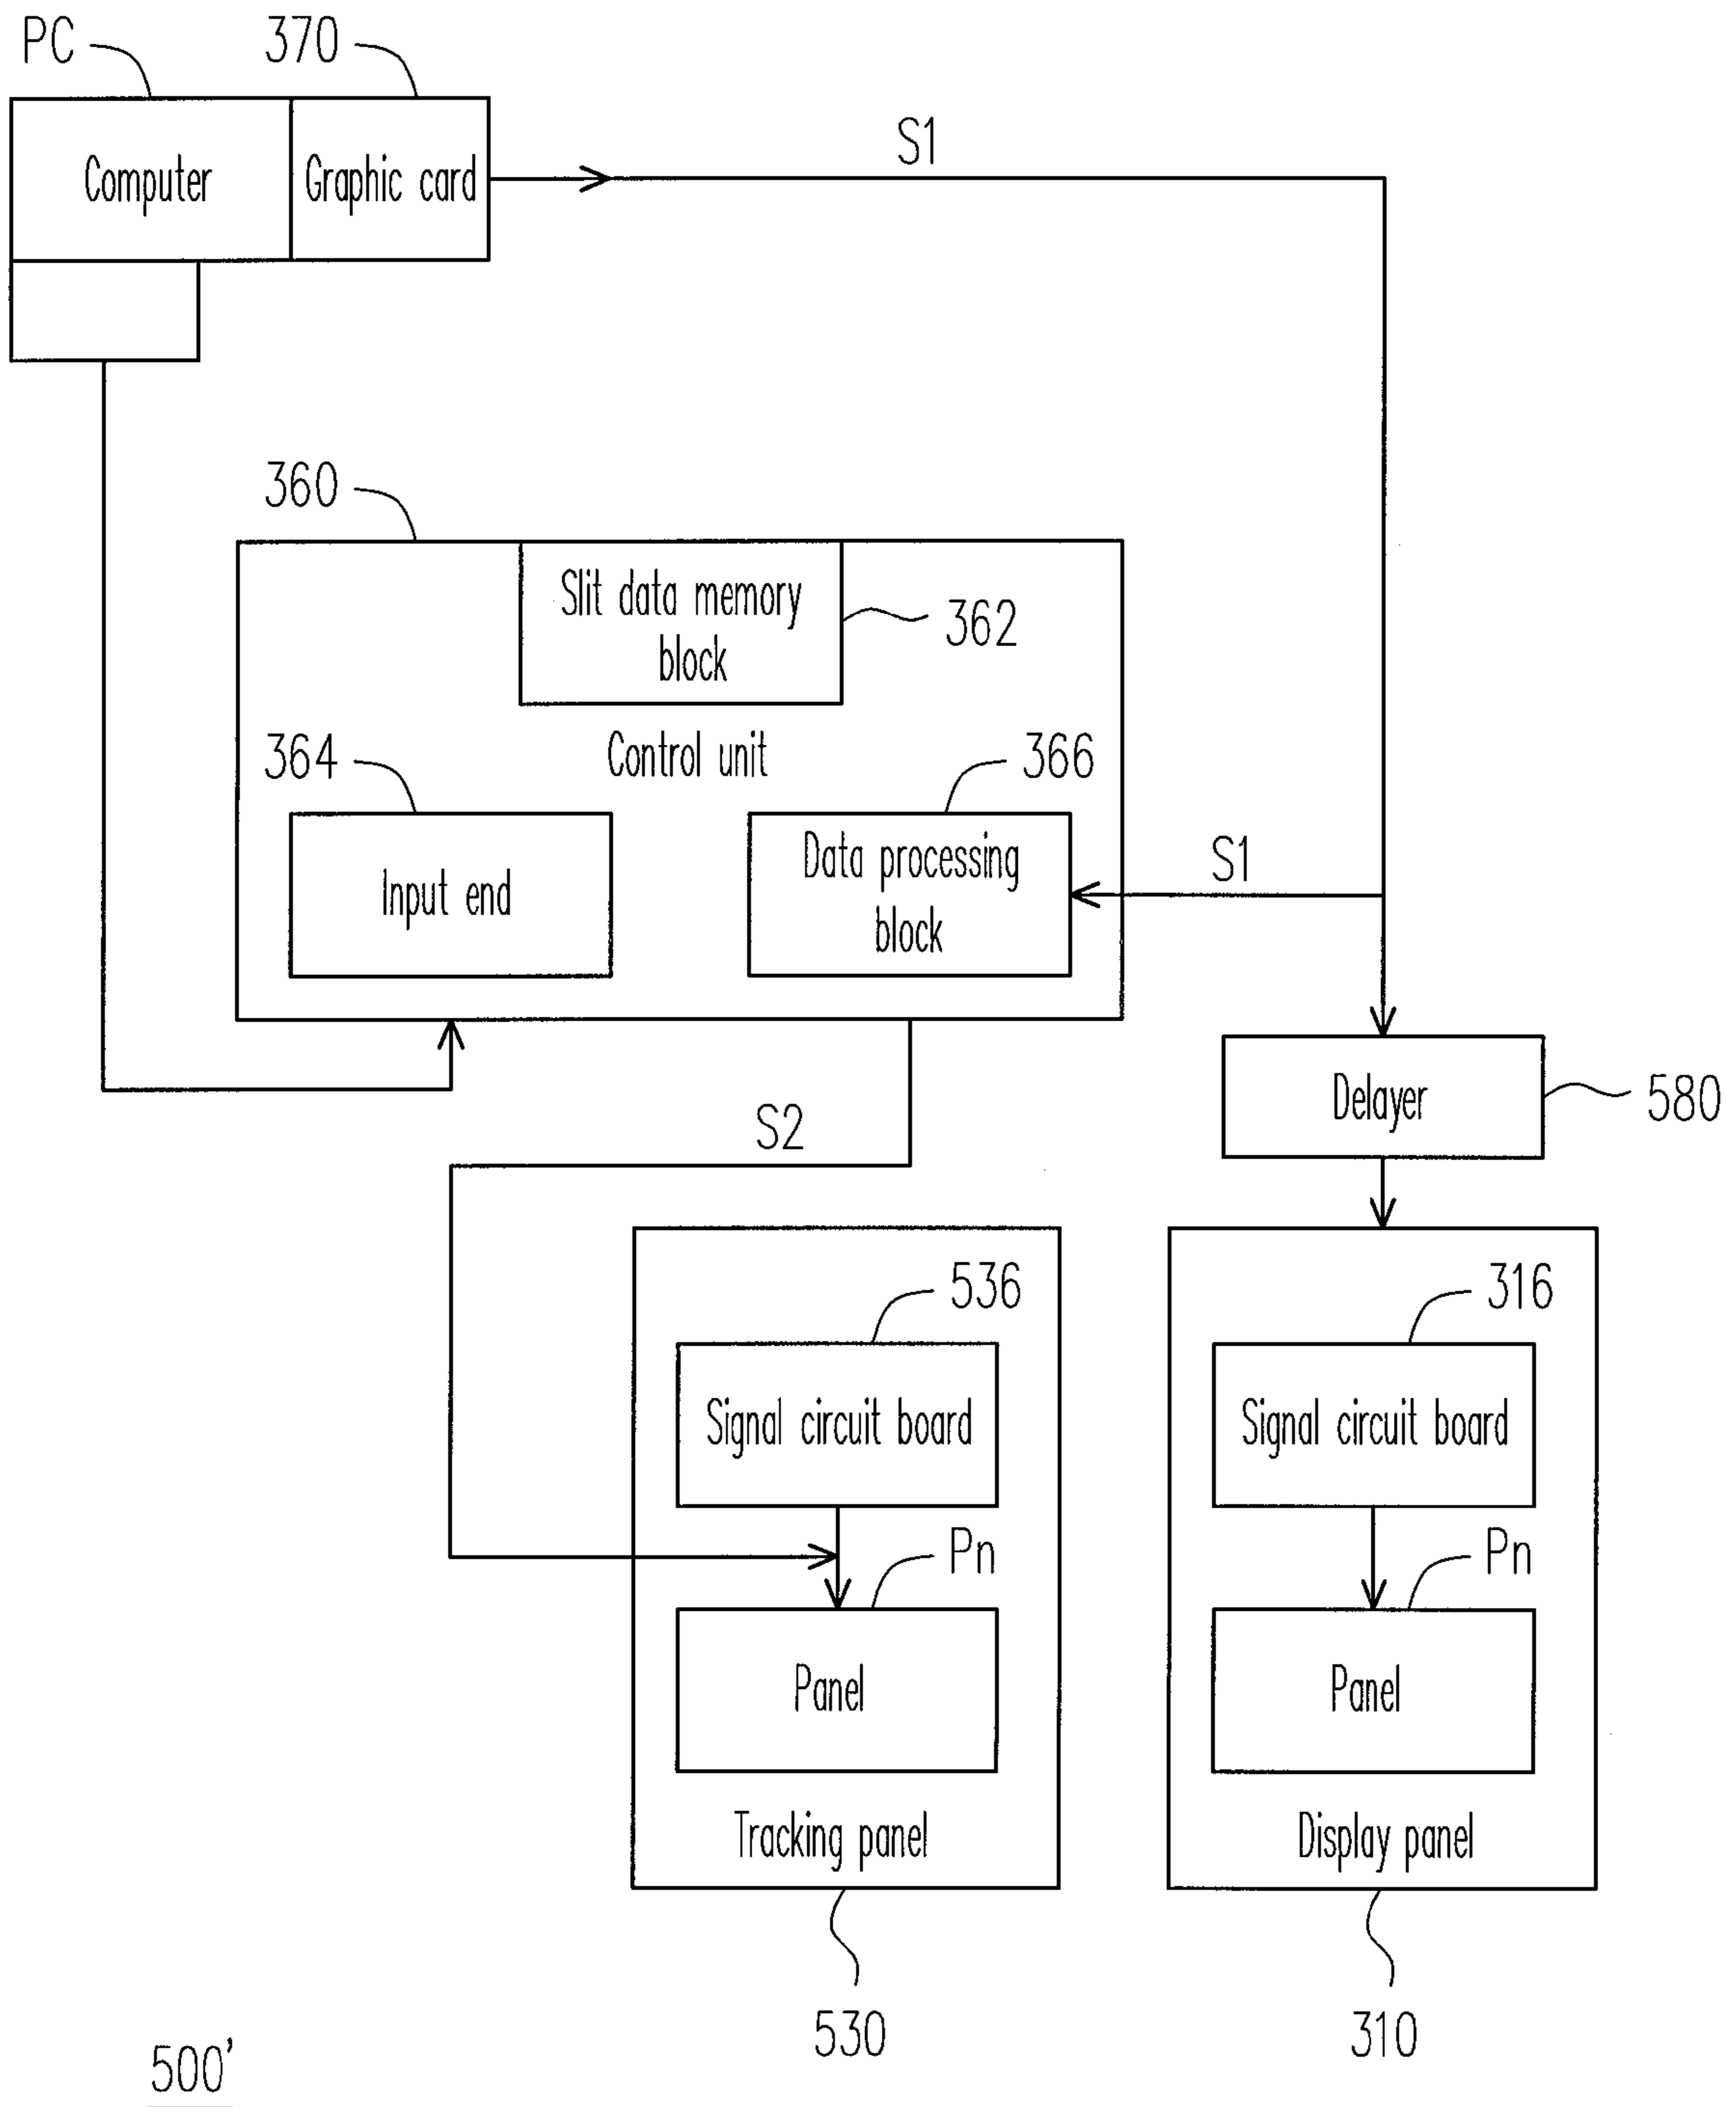 PC
370
Computer
Graphic card
S1
360
Slit data memory
block
362
Control unit
364
366
Input end
Data processing
block
S1
Delayer
580
S2
536
316
Signal circuit board
Signal circuit board
Pn
Pn
Panel
Panel
Tracking panel
Display panel
530
310
500'